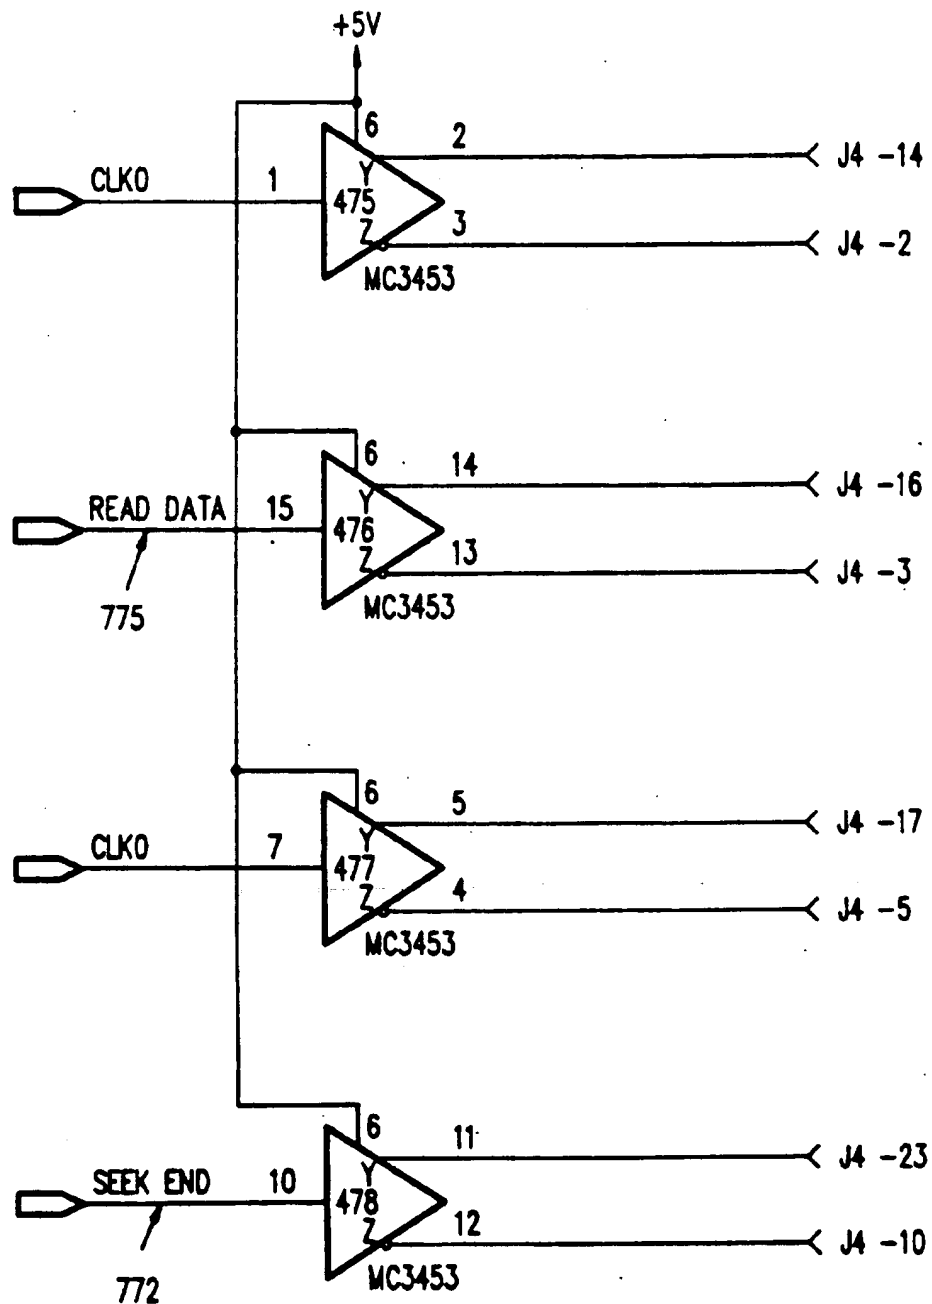 +5V
6
2
J4 -14
CLK0
1
Y
475
Z
3
J4 -2
MC3453
6
14
J4 -16
READ DATA
15
Y
476
Z
13
J4 -3
775
MC3453
6
5
J4 -17
CLK0
7
Y
477
Z
4
J4 -5
MC3453
6
11
J4 -23
SEEK END
10
Y
478
Z
12
J4 -10
772
MC3453